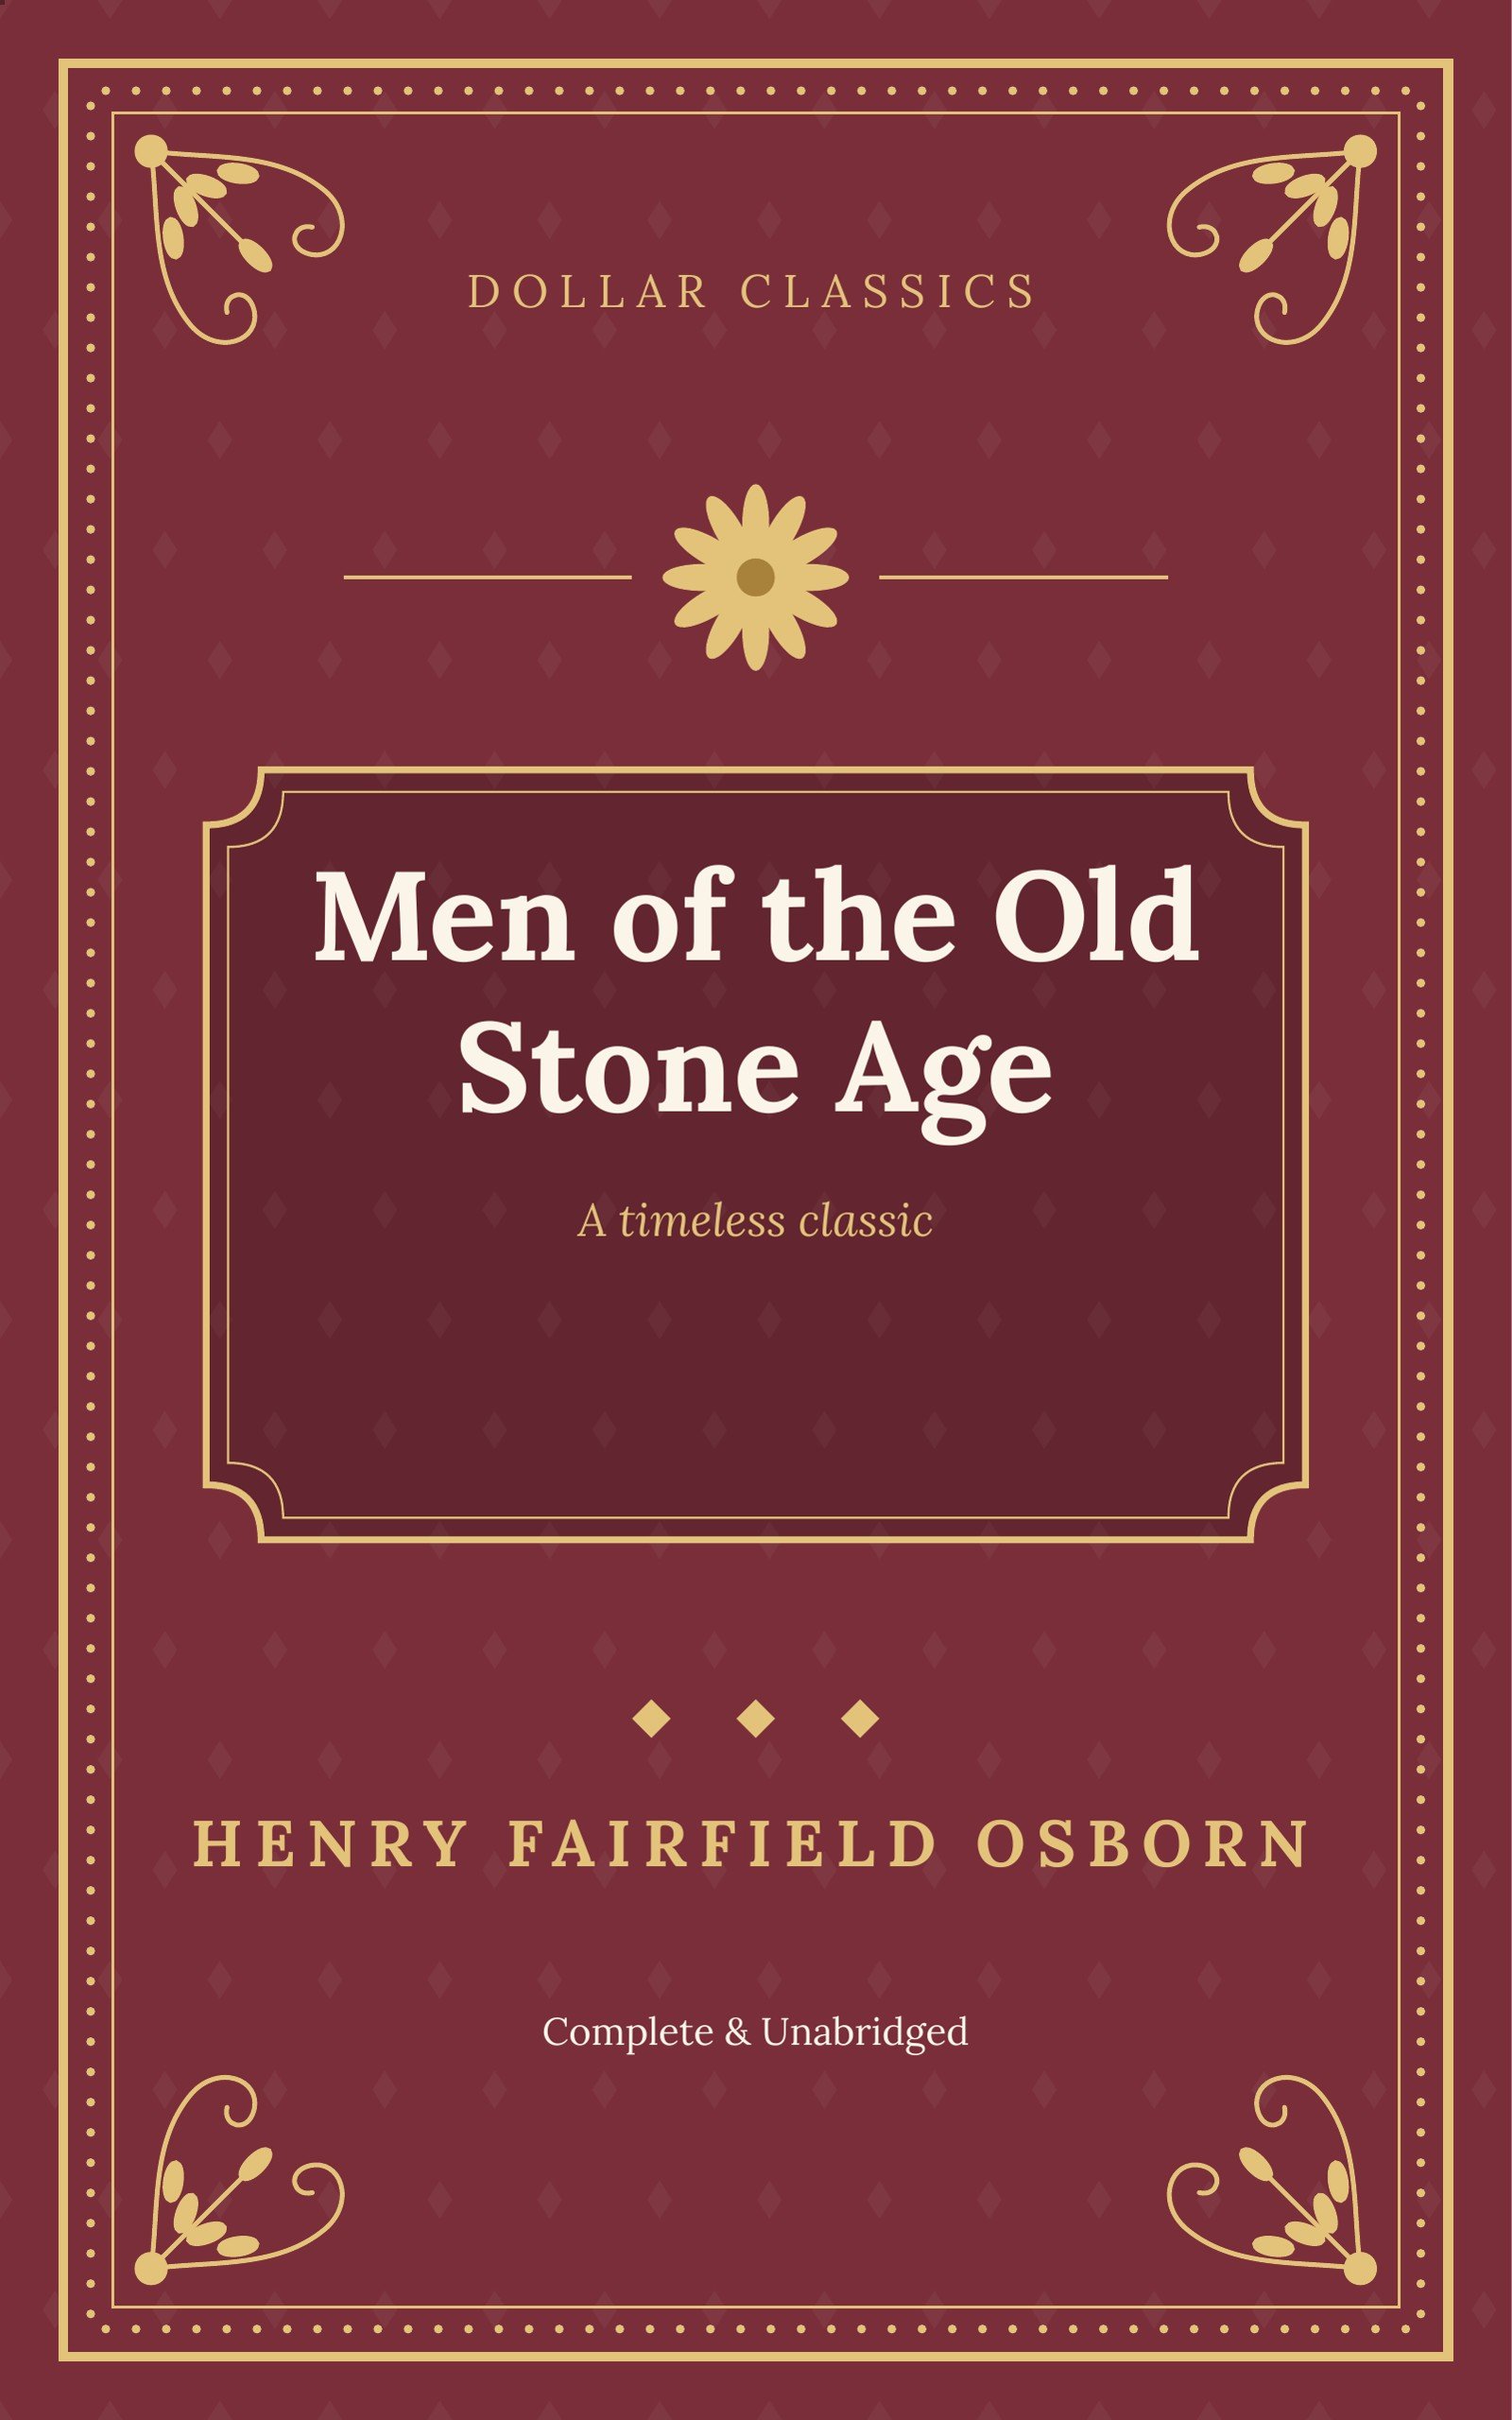 DOLLAR CLASSICS
Men of the Old
Stone Age
A timeless classic
HENRY FAIRFIELD OSBORN
Complete & Unabridged